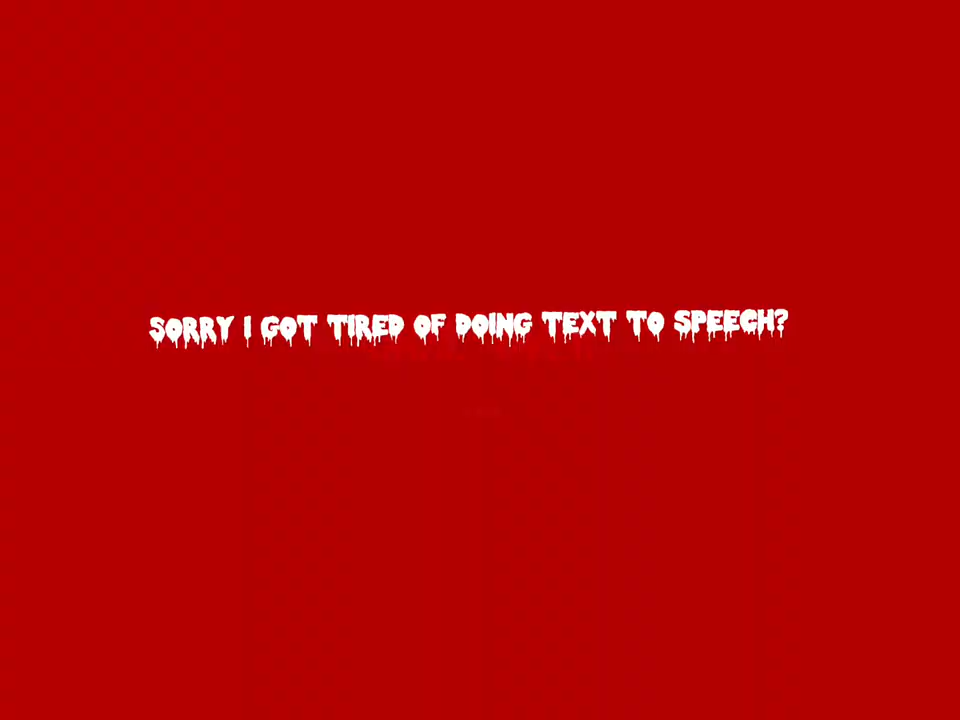 SORRY I GOT TIRED OF DOING TEXT TO SPEECH?